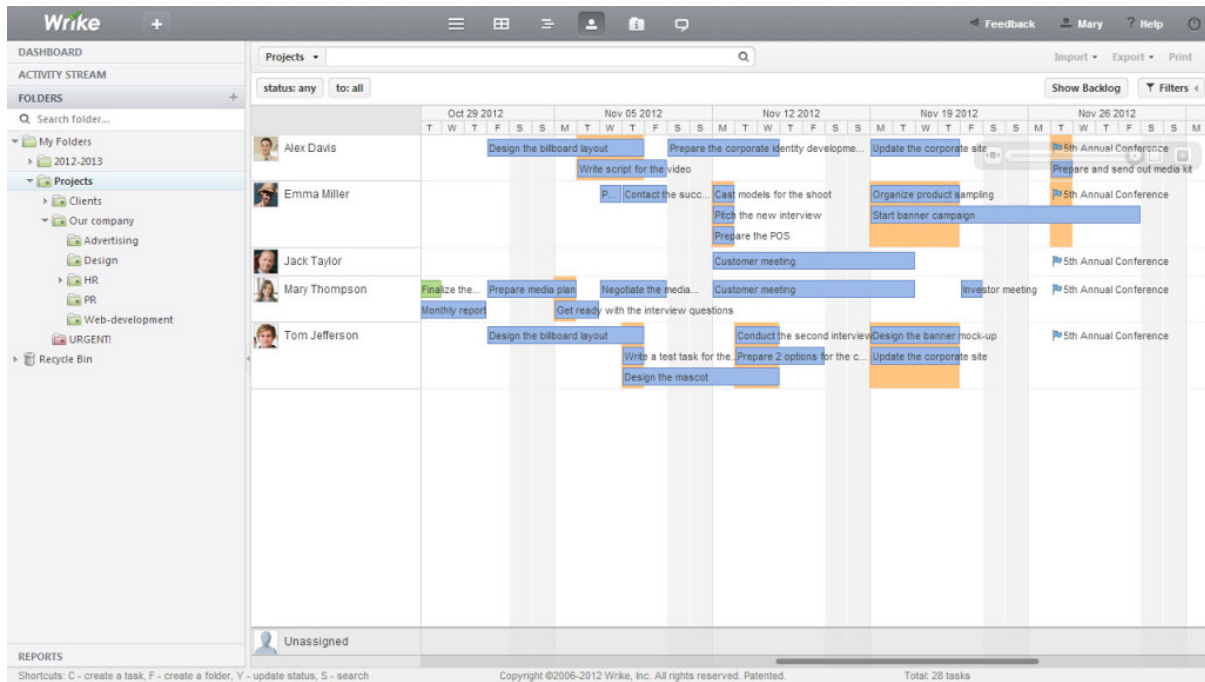 Wrike + Feedback Mary ? Help
DASHBOARD
ACTIVITY STREAM
FOLDERS +
Search folder...
My Folders
2012-2013
Projects
Clients
Our company
Advertising
Design
HR
PR
Web-development
URGENT!
Recycle Bin
REPORTS
Projects Import Export Print
status: any to: all Show Backlog Filters
Oct 29 2012 Nov 05 2012 Nov 12 2012 Nov 19 2012 Nov 26 2012
T W T F S S M T W T F S S M T W T F S S M T W T F S S M T W T F S S M
Alex Davis Design the billboard layout Prepare the corporate identity developme... Update the corporate site 5th Annual Conference
Write script for the video Prepare and send out media kit
Emma Miller P... Contact the succ... Cast models for the shoot Organize product sampling 5th Annual Conference
Pitch the new interview Start banner campaign
Prepare the POS
Jack Taylor Customer meeting 5th Annual Conference
Mary Thompson Finalize the... Prepare media plan Negotiate the media... Customer meeting Investor meeting 5th Annual Conference
Monthly report Get ready with the interview questions
Tom Jefferson Design the billboard layout Conduct the second interview Design the banner mock-up 5th Annual Conference
Write a test task for the... Prepare 2 options for the c... Update the corporate site
Design the mascot
Unassigned
Shortcuts: C - create a task, F - create a folder, Y - update status, S - search Copyright ©2006-2012 Wrike, Inc. All rights reserved. Patented. Total: 28 tasks